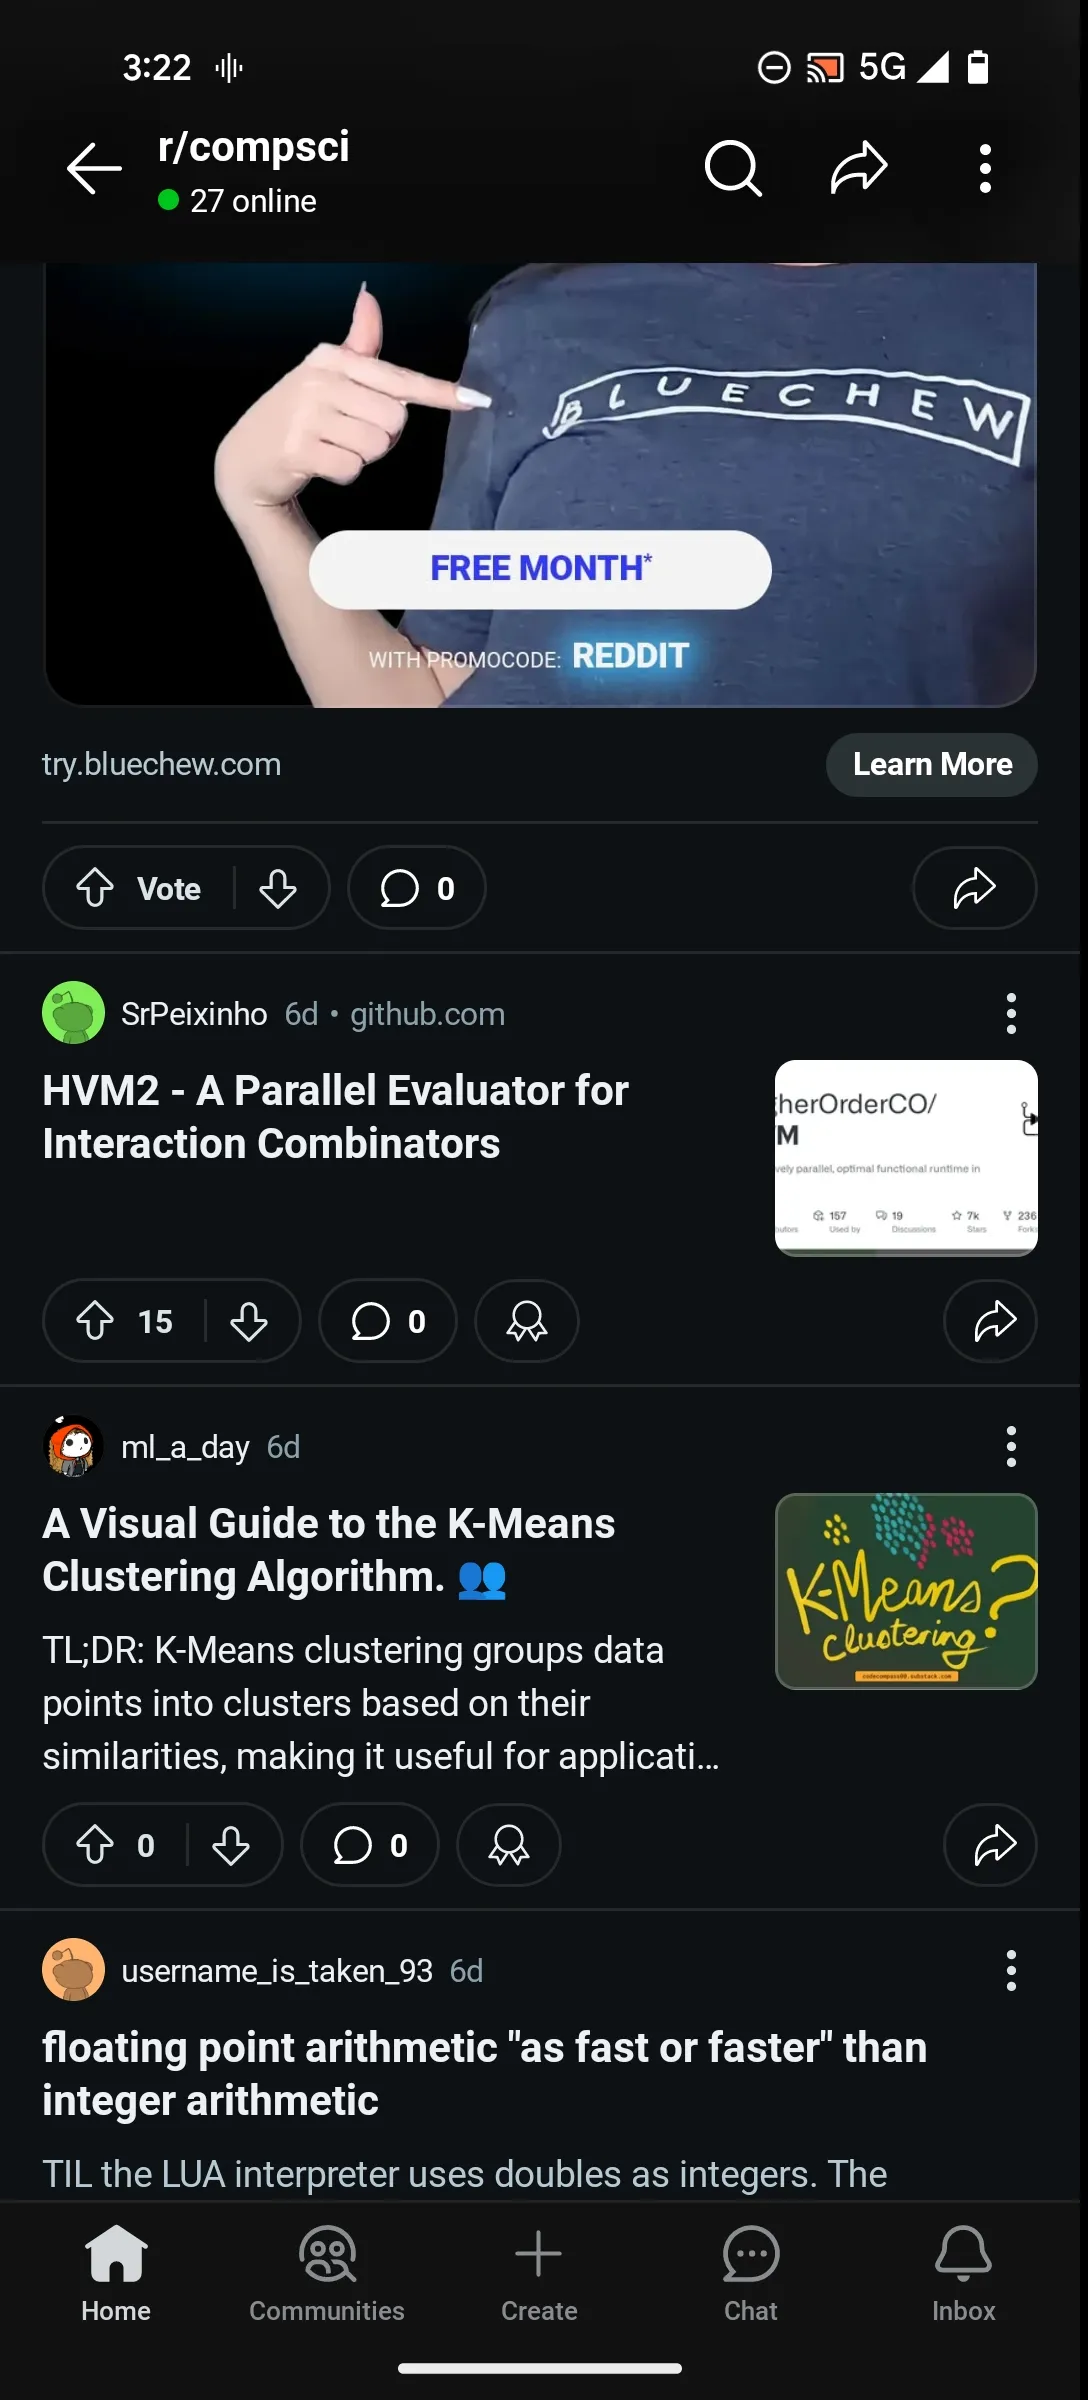 3:22
5G
r/compsci
27 online
BLUECHEW
FREE MONTH*
WITH PROMOCODE: REDDIT
try.bluechew.com
Learn More
Vote
0
SrPeixinho 6d • github.com
HVM2 - A Parallel Evaluator for
Interaction Combinators
herOrderCO/
M
vely parallel, optimal functional runtime in
157
19
7k
236
Used by
Discussions
Stars
Forks
15
0
ml_a_day 6d
A Visual Guide to the K-Means
Clustering Algorithm. 👥
TL;DR: K-Means clustering groups data
points into clusters based on their
similarities, making it useful for applicati...
K-Means
clustering?
codecompass00.substack.com
0
0
username_is_taken_93 6d
floating point arithmetic "as fast or faster" than
integer arithmetic
TIL the LUA interpreter uses doubles as integers. The
Home
Communities
Create
Chat
Inbox